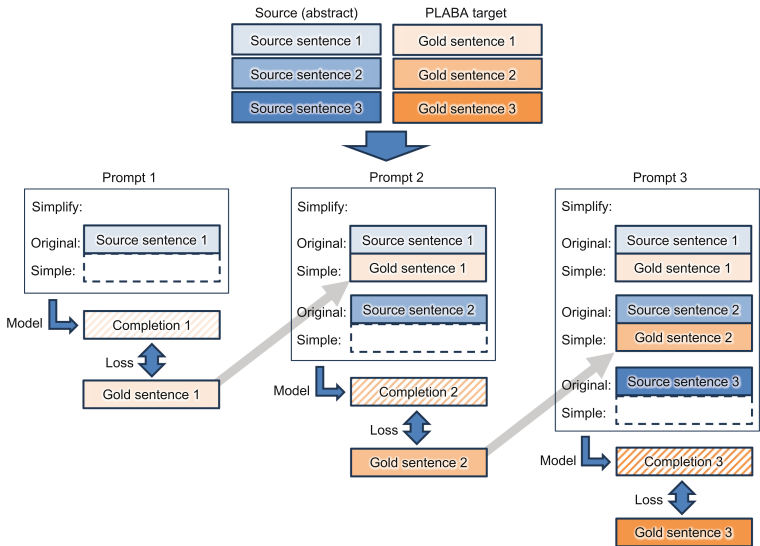 Source (abstract) PLABA target
Source sentence 1 Gold sentence 1
Source sentence 2 Gold sentence 2
Source sentence 3 Gold sentence 3
Prompt 1
Simplify:
Original: Source sentence 1
Simple:
Model Completion 1
Loss
Gold sentence 1
Prompt 2
Simplify:
Original: Source sentence 1
Simple: Gold sentence 1
Original: Source sentence 2
Simple:
Model Completion 2
Loss
Gold sentence 2
Prompt 3
Simplify:
Original: Source sentence 1
Simple: Gold sentence 1
Original: Source sentence 2
Simple: Gold sentence 2
Original: Source sentence 3
Simple:
Model Completion 3
Loss
Gold sentence 3